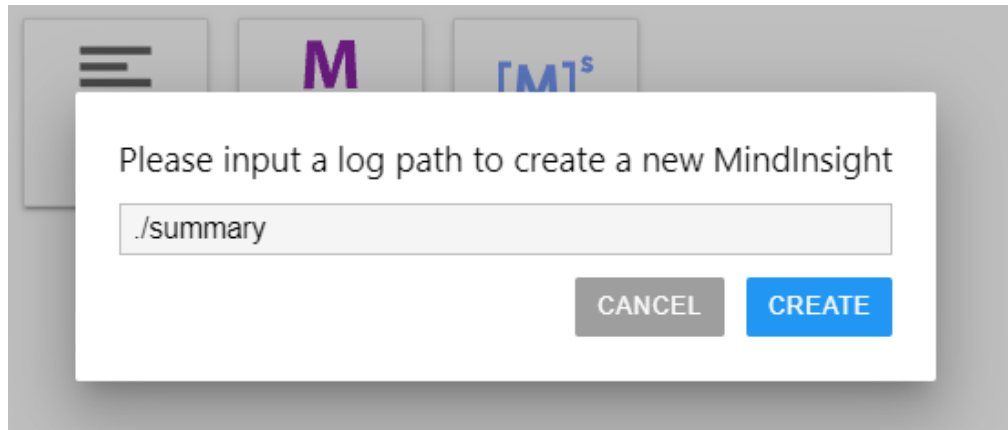 M
[M]s
Please input a log path to create a new MindInsight
./summary
CANCEL
CREATE